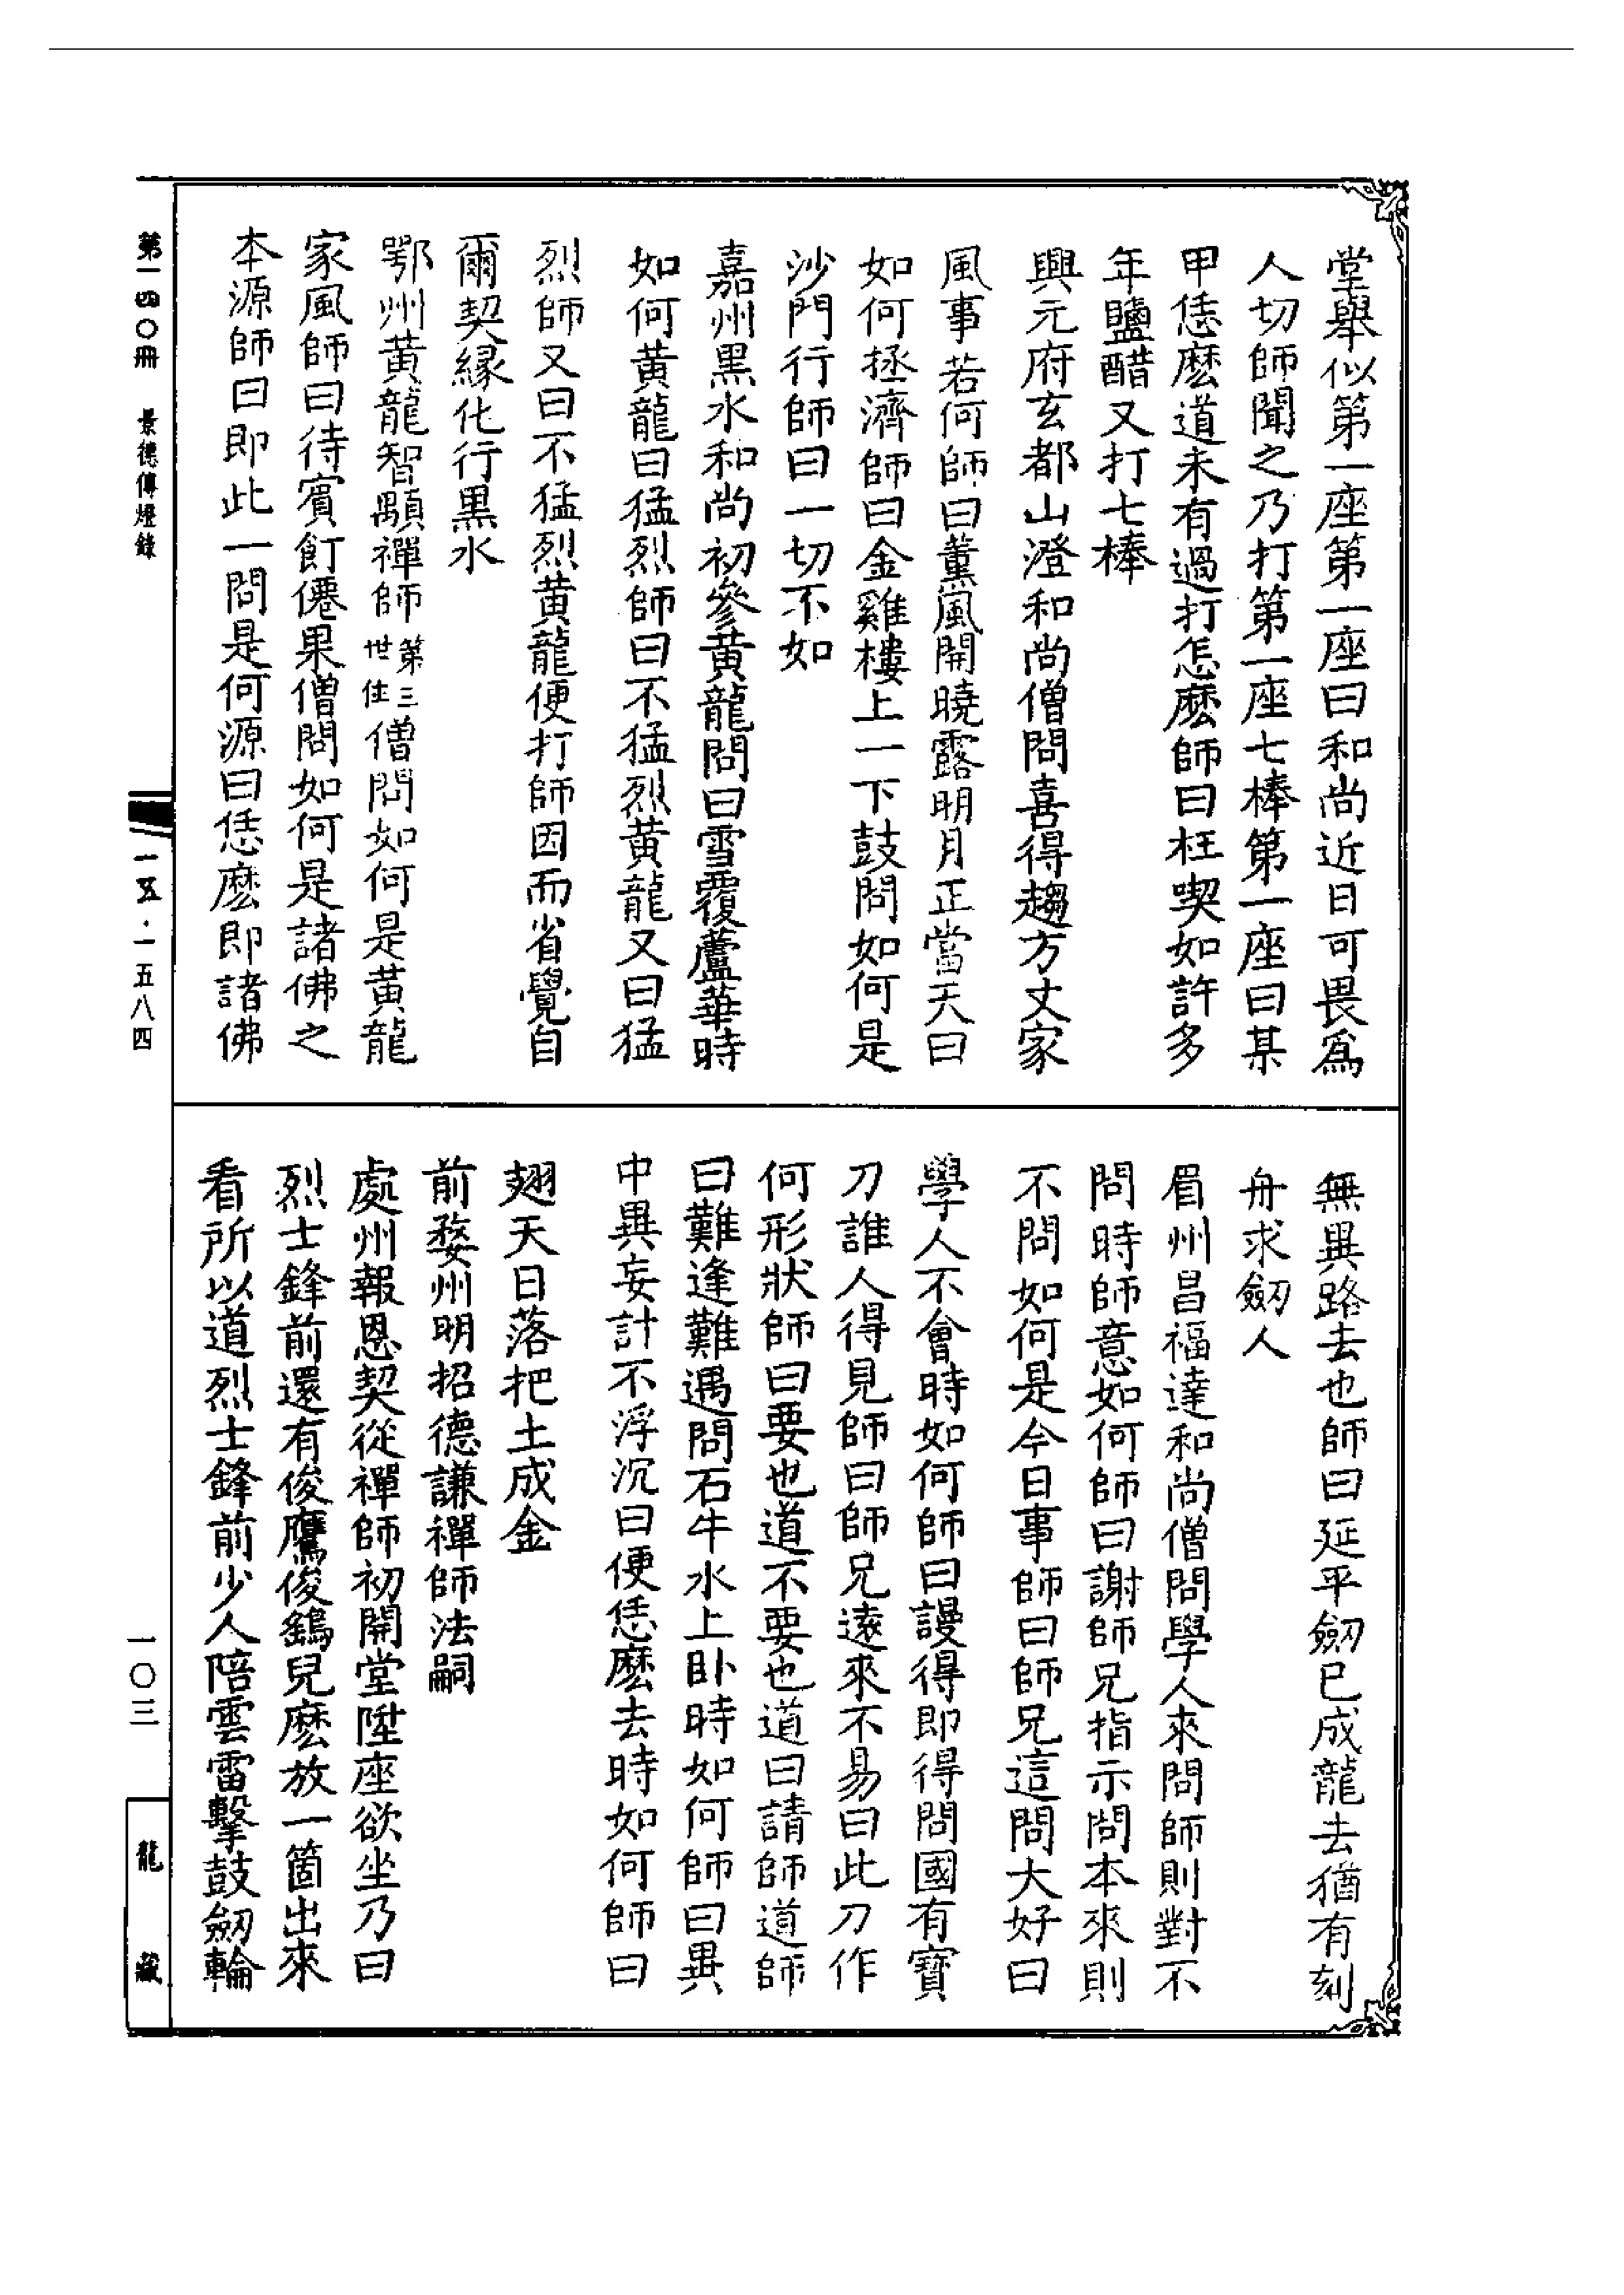 堂舉似第一座第一座曰和尚近日可畏爲
人切師聞之乃打第一座七棒第一座曰某
甲恁麽道未有過打怎麽師曰枉喫如許多
年鹽醋又打七棒
興元府玄都山澄和尚僧問喜得趨方丈家
風事若何師曰薰風開曉露明月正當天曰
如何拯濟師曰金雞樓上一下鼓問如何是
沙門行師曰一切不如
嘉州黑水和尚初參黃龍問曰雪覆蘆華時
如何黃龍曰猛烈師曰不猛烈黃龍又曰猛
烈師又曰不猛烈黃龍便打師因而省覺自
爾契緣化行黑水
鄂州黃龍智顒禪師第三世住僧問如何是黃龍
家風師曰待賓飣僊果僧問如何是諸佛之
本源師曰即此一問是何源曰恁麽即諸佛
無異路去也師曰延平劒已成龍去猶有刻
舟求劒人
眉州昌福達和尚僧問學人來問師則對不
問時師意如何師曰謝師兄指示問本來則
不問如何是今日事師曰師兄這問大好曰
學人不會時如何師曰謾得即得問國有寶
刀誰人得見師曰師兄遠來不易曰此刀作
何形狀師曰要也道不要也道曰請師道師
曰難逢難遇問石牛水上卧時如何師曰異
中異妄計不浮沉曰便恁麽去時如何師曰
翅天日落把土成金
前婺州明招德謙禪師法嗣
處州報恩契從禪師初開堂陞座欲坐乃曰
烈士鋒前還有俊鷹俊鷂兒麽放一箇出來
看所以道烈士鋒前少人陪雲雷擊鼓劒輪
第一四〇冊 景德傳燈錄
一五·一五八四
一〇三
龍藏